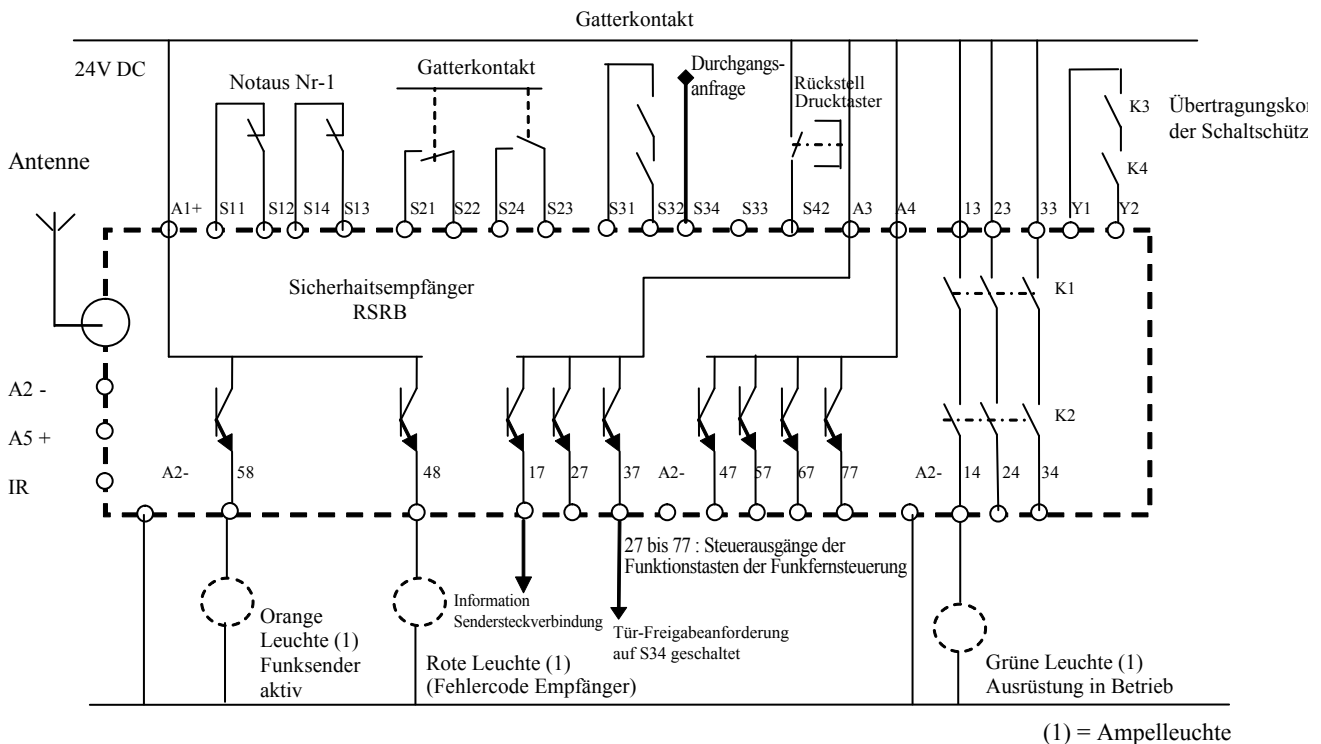 Gatterkontakt
24V DC
Notaus Nr-1
Gatterkontakt
Durchgangs-
anfrage
Rückstell
Drucktaster
K3
Übertragungskon
der Schaltschütz
K4
Antenne
A1+
S11
S12
S14
S13
S21
S22
S24
S23
S31
S32
S34
S33
S42
A3
A4
13
23
33
Y1
Y2
Sicherhaitsempfänger
RSRB
K1
K2
A2 -
A5 +
IR
A2-
58
48
17
27
37
A2-
47
57
67
77
A2-
14
24
34
27 bis 77 : Steuerausgänge der
Funktionstasten der Funkfernsteuerung
Orange
Leuchte (1)
Funksender
aktiv
Rote Leuchte (1)
(Fehlercode Empfänger)
Information
Sendersteckverbindung
Tür-Freigabeanforderung
auf S34 geschaltet
Grüne Leuchte (1)
Ausrüstung in Betrieb
(1) = Ampelleuchte